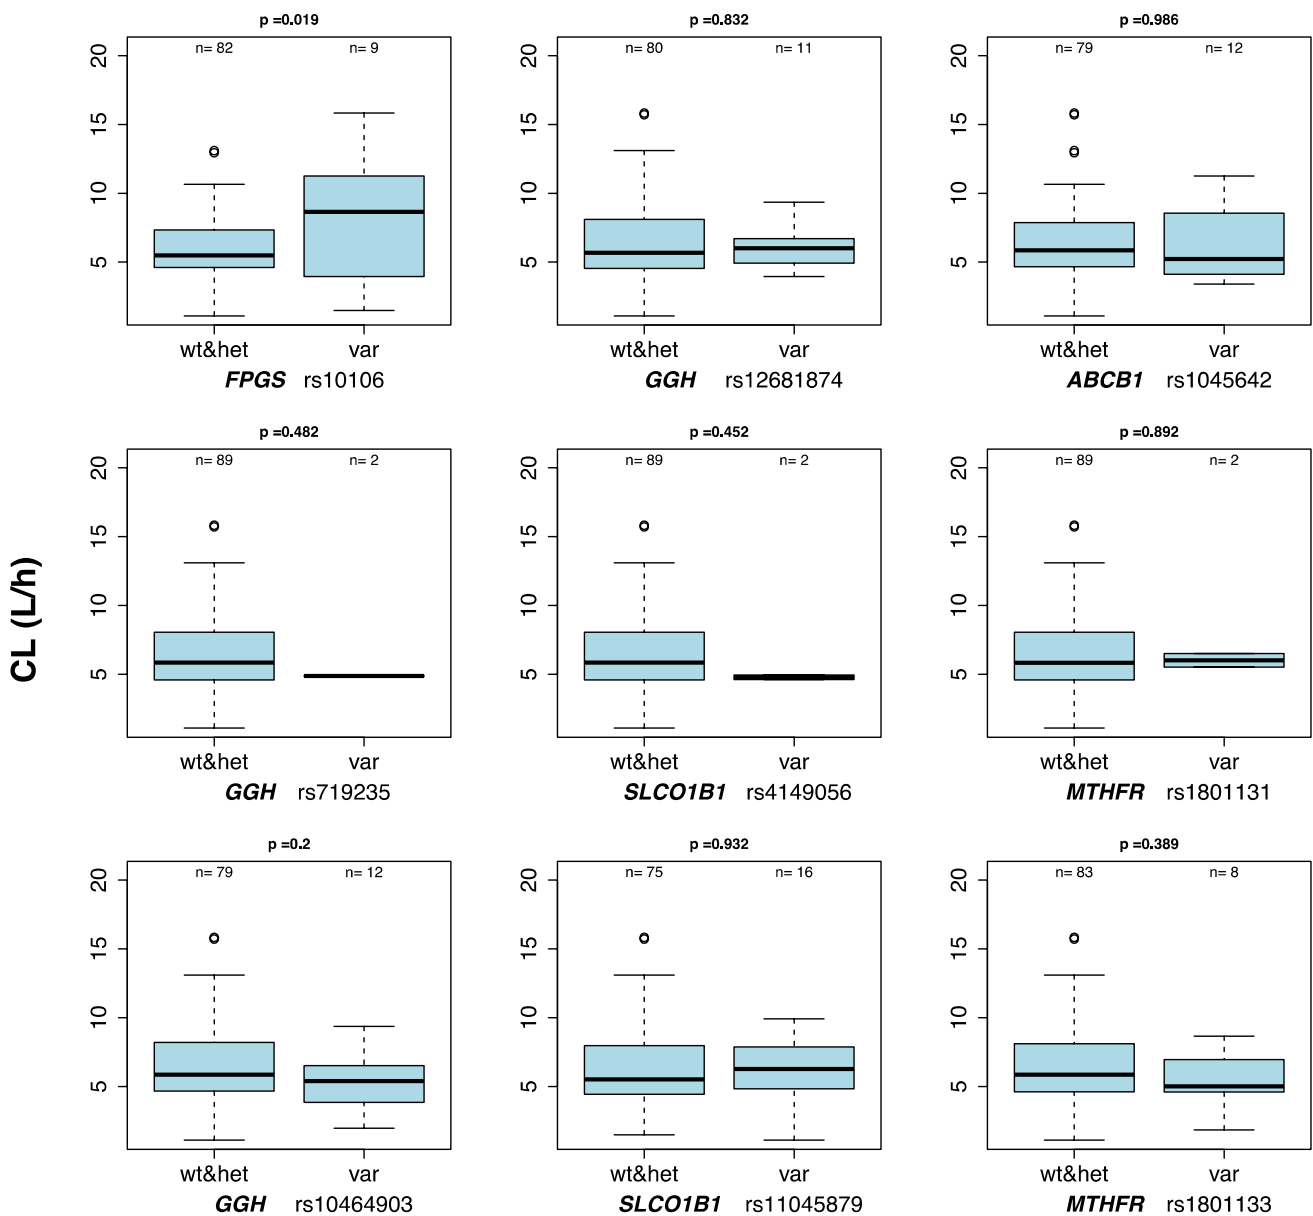 p =0.019
n= 82 n= 9
20
15
10
5
wt&het var
FPGS rs10106
p =0.832
n= 80 n= 11
20
15
10
5
wt&het var
GGH rs12681874
p =0.986
n= 79 n= 12
20
15
10
5
wt&het var
ABCB1 rs1045642
CL (L/h)
p =0.482
n= 89 n= 2
20
15
10
5
wt&het var
GGH rs719235
p =0.452
n= 89 n= 2
20
15
10
5
wt&het var
SLCO1B1 rs4149056
p =0.892
n= 89 n= 2
20
15
10
5
wt&het var
MTHFR rs1801131
p =0.2
n= 79 n= 12
20
15
10
5
wt&het var
GGH rs10464903
p =0.932
n= 75 n= 16
20
15
10
5
wt&het var
SLCO1B1 rs11045879
p =0.389
n= 83 n= 8
20
15
10
5
wt&het var
MTHFR rs1801133